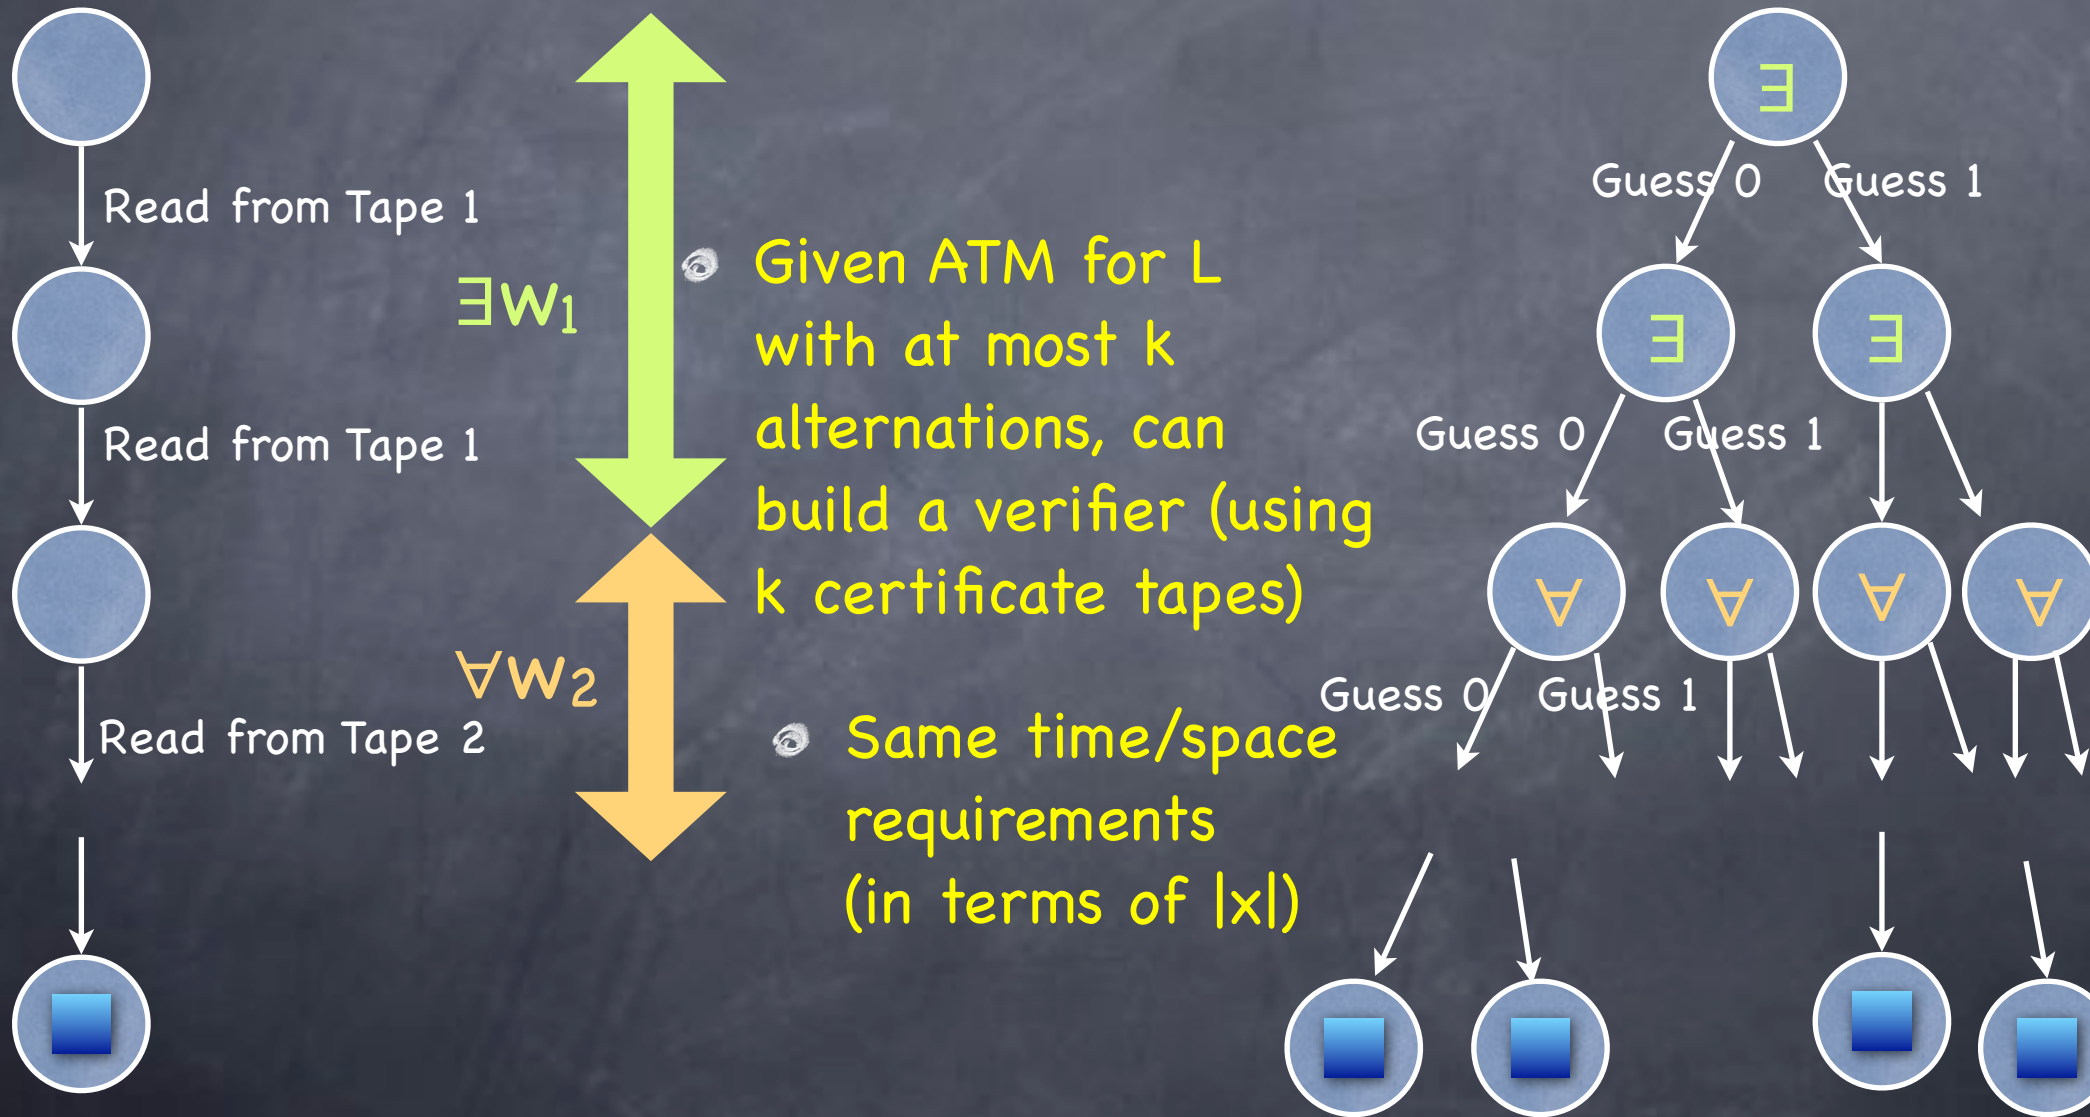 Read from Tape 1
Read from Tape 1
Read from Tape 2
∃w₁
∀w₂
Given ATM for L
with at most k
alternations, can
build a verifier (using
k certificate tapes)
Same time/space
requirements
(in terms of |x|)
∃
Guess 0 Guess 1
∃ ∃
Guess 0 Guess 1
∀ ∀ ∀ ∀
Guess 0 Guess 1